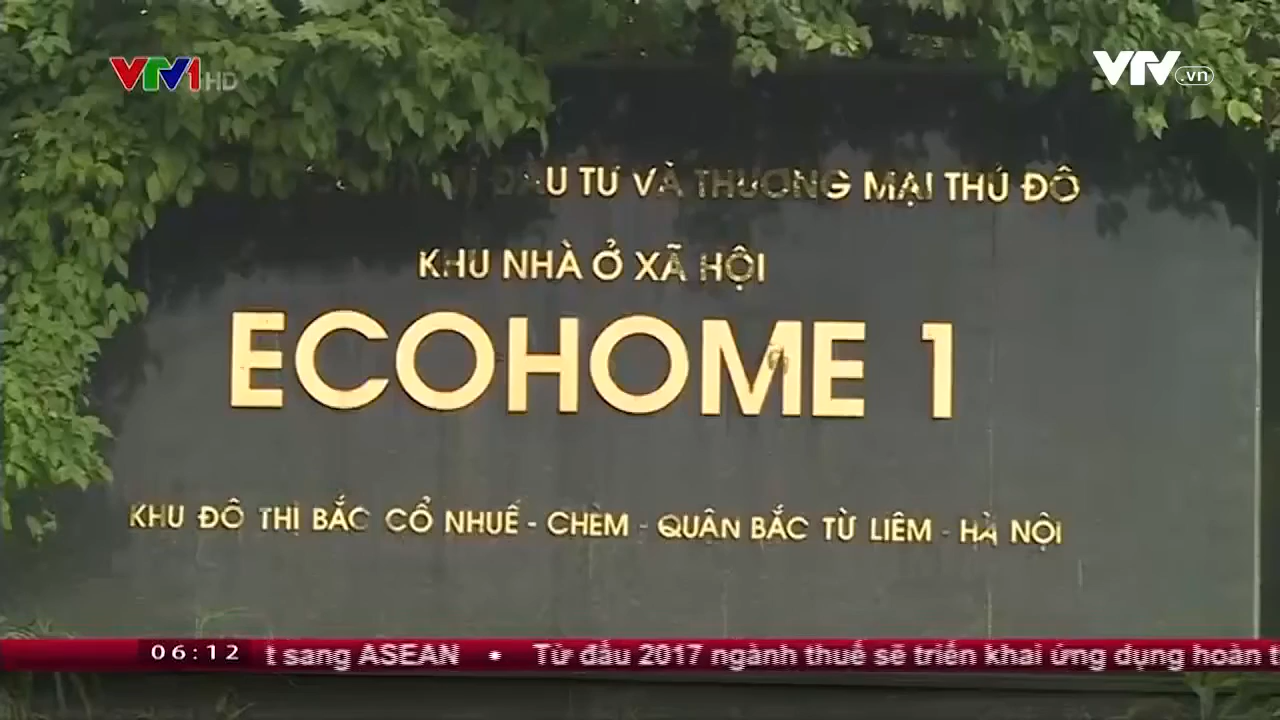 VTV1 HD
VTV.vn
ĐẦU TƯ VÀ THƯƠNG MẠI THỦ ĐÔ
KHU NHÀ Ở XÃ HỘI
ECOHOME 1
KHU ĐÔ THỊ BẮC CỔ NHUẾ - CHÈM - QUẬN BẮC TỪ LIÊM - HÀ NỘI
06:12 t sang ASEAN • Từ đầu 2017 ngành thuế sẽ triển khai ứng dụng hoàn t